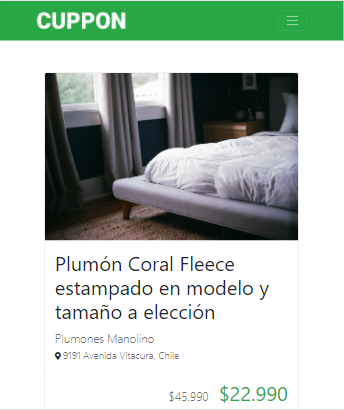 CUPPON
Plumón Coral Fleece
estampado en modelo y
tamaño a elección
Plumones Manolino
9191 Avenida Vitacura, Chile
$45.990 $22.990